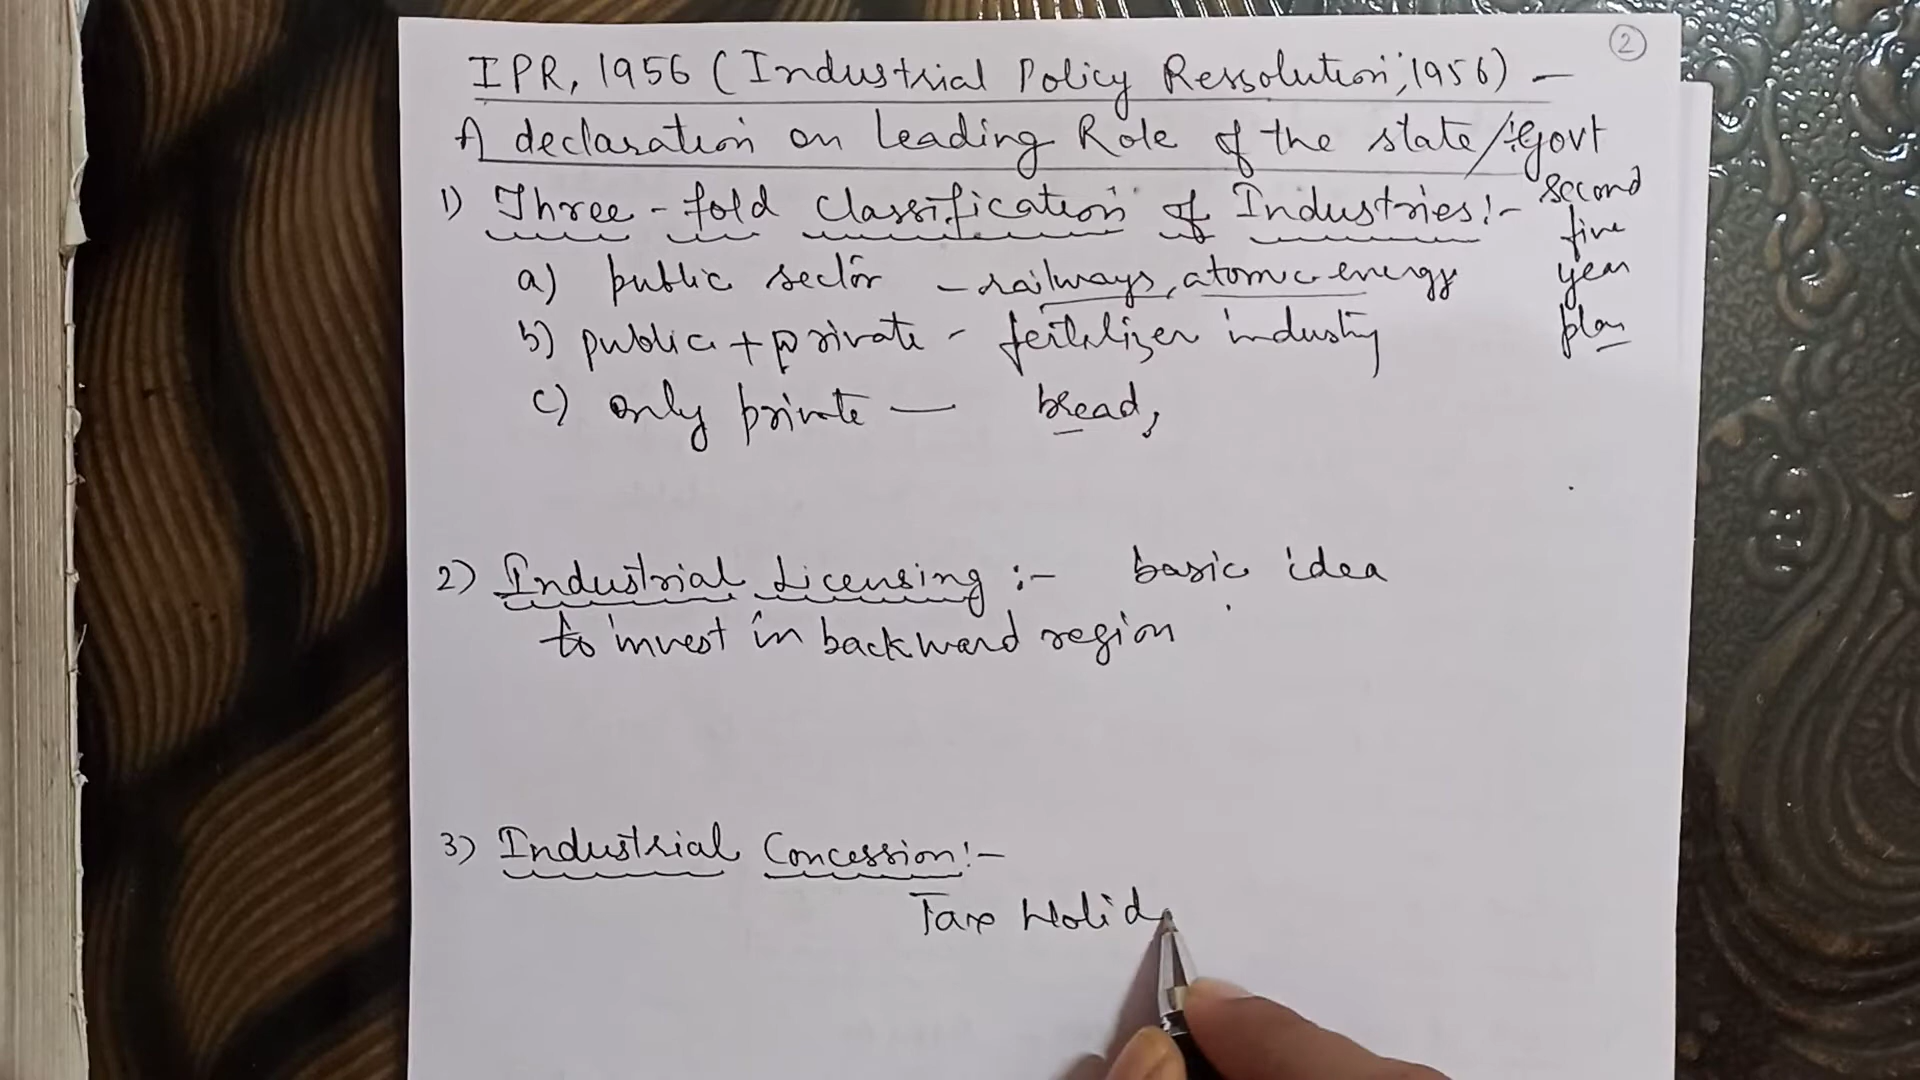 2
IPR, 1956 (Industrial Policy Ressolution, 1956) –
A declaration on Leading Role of the state/Govt
1) Three-fold classification of Industries:-
second
five
year
plan
a) public sector – railways, atomic energy
b) public + private - fertilizer industry
c) only private — bread,
2) Industrial Licensing :- basic idea
to invest in backward region
3) Industrial Concession:-
Tax Holid